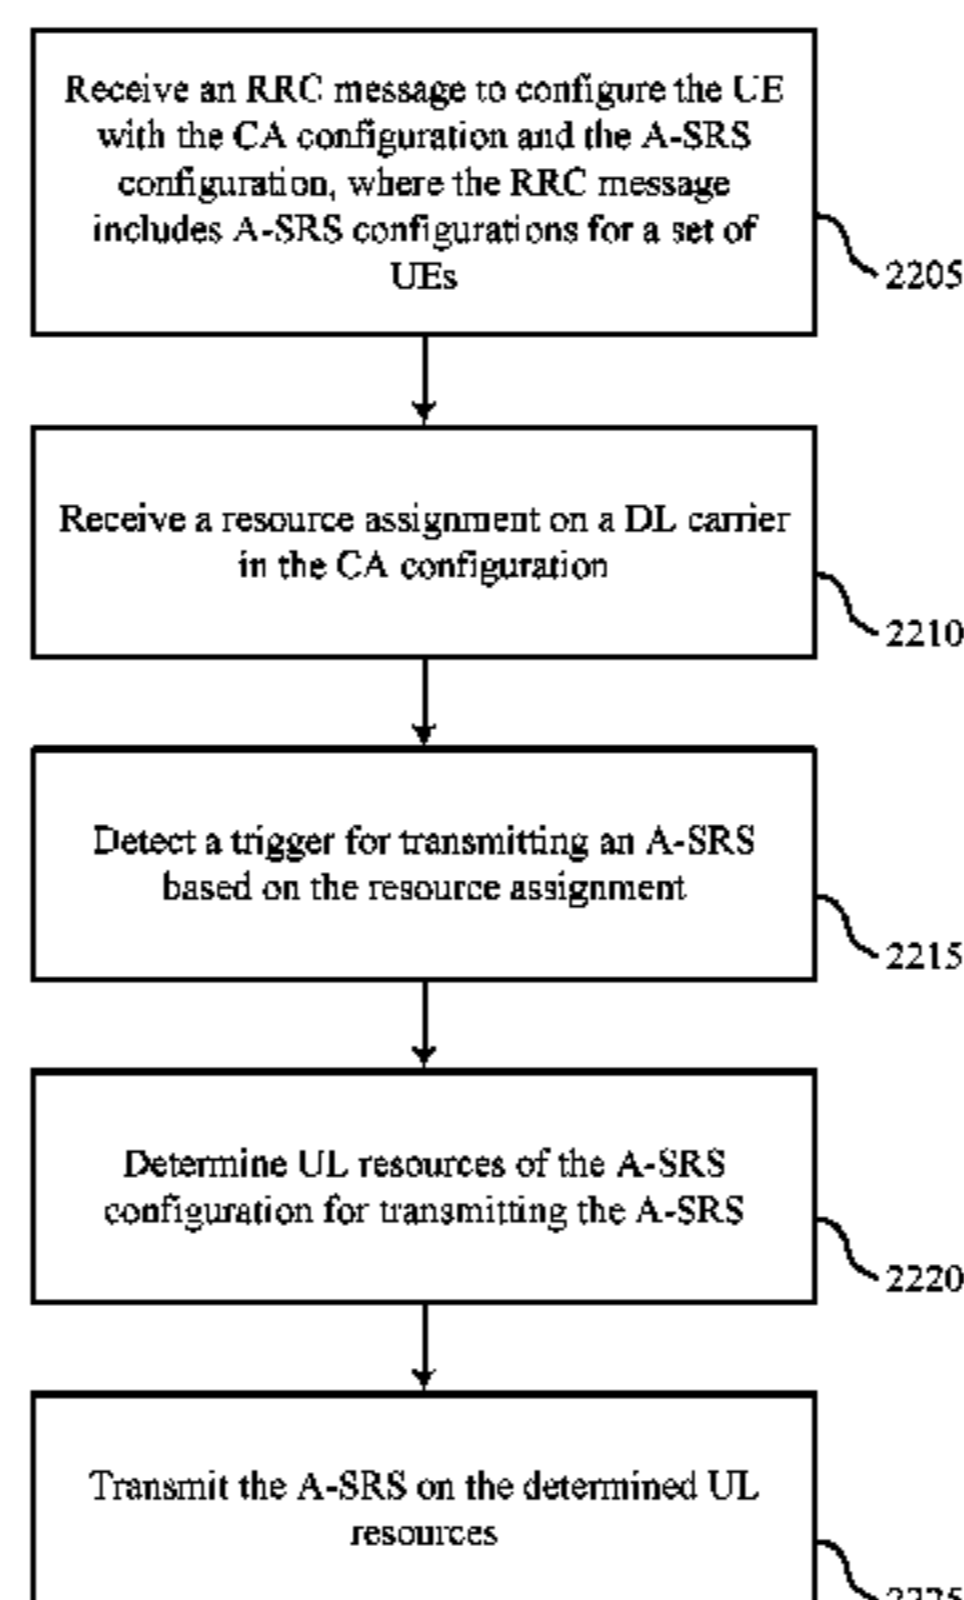 Receive an RRC message to configure the UE
with the CA configuration and the A-SRS
configuration, where the RRC message
includes A-SRS configurations for a set of
UEs
2205
Receive a resource assignment on a DL carrier
in the CA configuration
2210
Detect a trigger for transmitting an A-SRS
based on the resource assignment
2215
Determine UL resources of the A-SRS
configuration for transmitting the A-SRS
2220
Transmit the A-SRS on the determined UL
resources